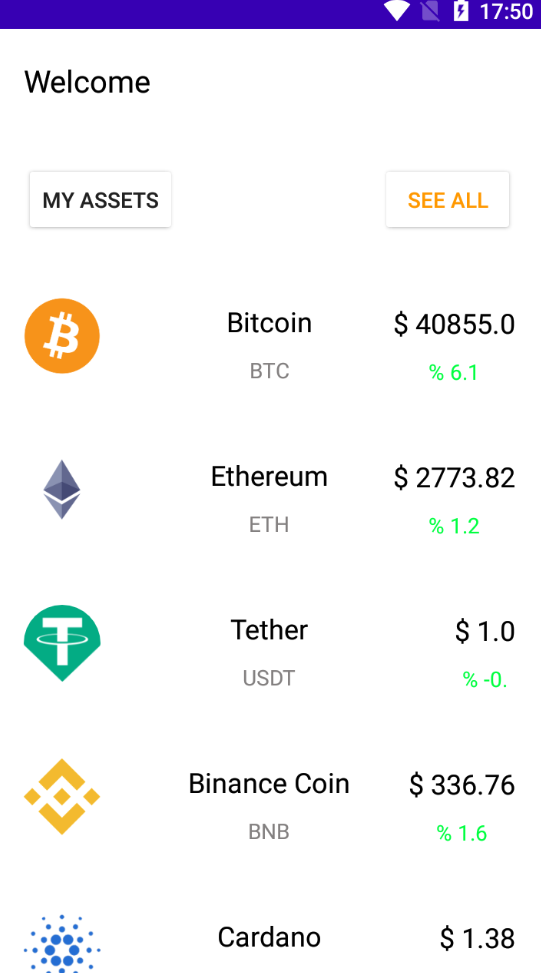 17:50
Welcome
MY ASSETS
SEE ALL
Bitcoin
$ 40855.0
BTC
% 6.1
Ethereum
$ 2773.82
ETH
% 1.2
Tether
$ 1.0
USDT
% -0.
Binance Coin
$ 336.76
BNB
% 1.6
Cardano
$ 1.38